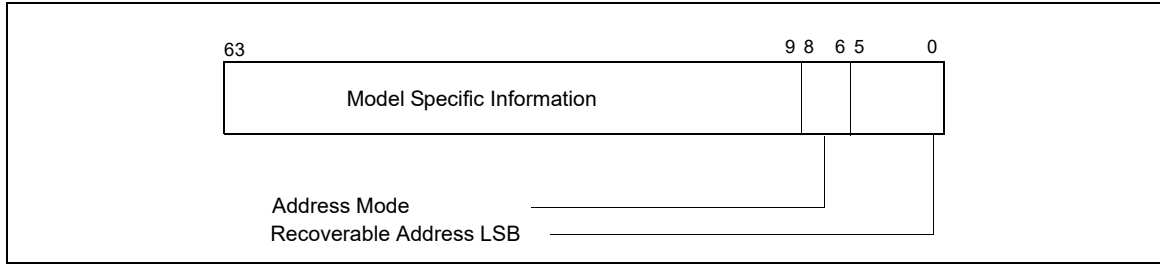 63 9 8 6 5 0
Model Specific Information
Address Mode
Recoverable Address LSB